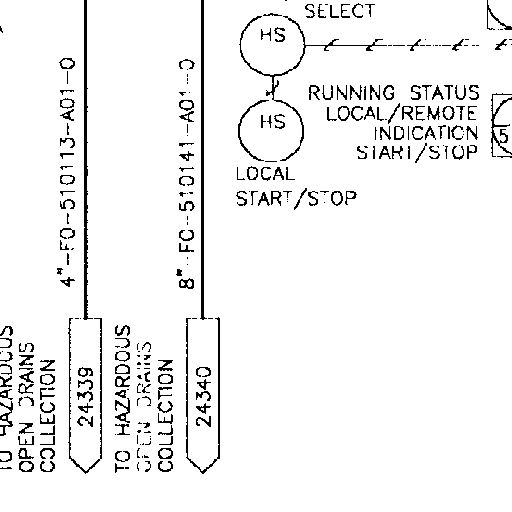 SELECT
HS
HS
RUNNING STATUS
LOCAL/REMOTE
INDICATION
START/STOP
5
LOCAL
START/STOP
4"-FO-510113-A01-0
8"-FO-510141-A01-0
TO HAZARDOUS
OPEN DRAINS
COLLECTION
24339
TO HAZARDOUS
OPEN DRAINS
COLLECTION
24340